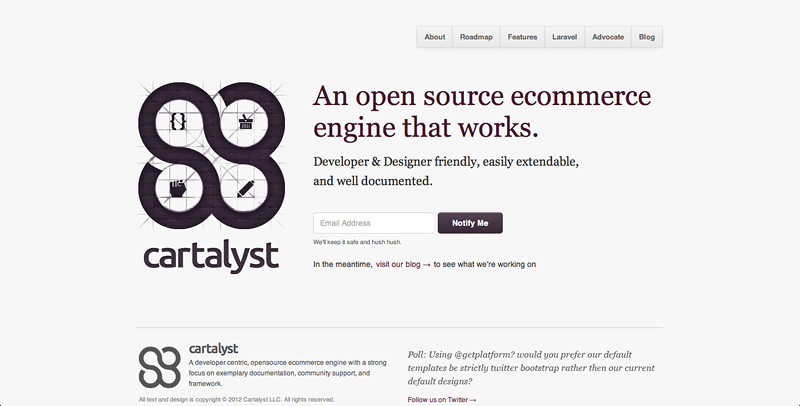 About Roadmap Features Laravel Advocate Blog
An open source ecommerce
engine that works.
Developer & Designer friendly, easily extendable,
and well documented.
Email Address Notify Me
We'll keep it safe and hush hush.
In the meantime, visit our blog → to see what we're working on
cartalyst
cartalyst
A developer centric, opensource ecommerce engine with a strong
focus on exemplary documentation, community support, and
framework.
All text and design is copyright © 2012 Cartalyst LLC. All rights reserved.
Poll: Using @getplatform? would you prefer our default
templates be strictly twitter bootstrap rather then our current
default designs?
Follow us on Twitter →